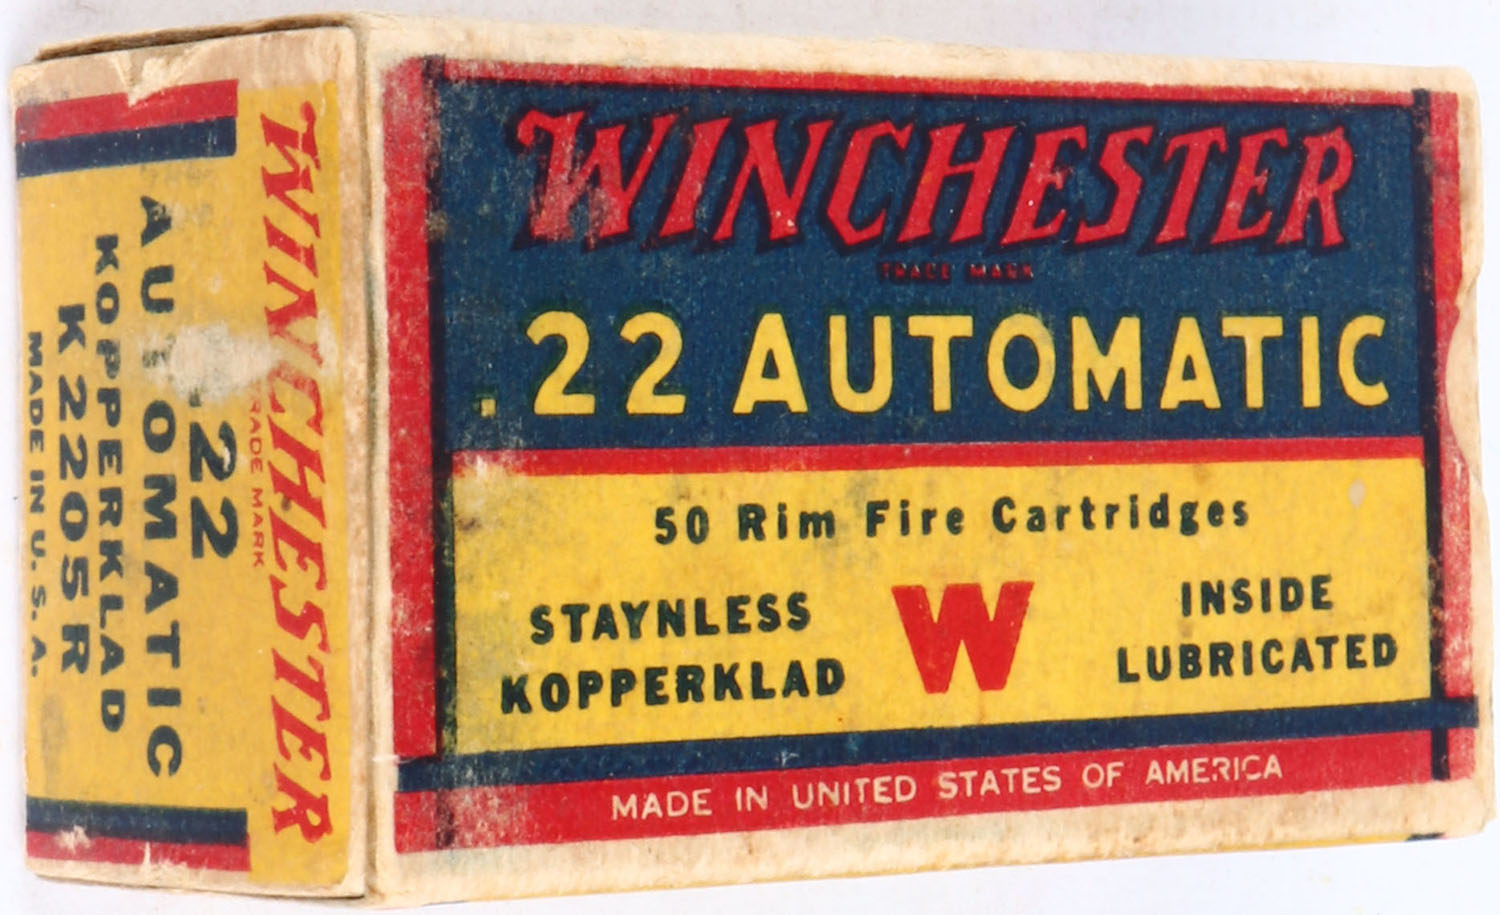 WINCHESTER
TRADE MARK
.22 AUTOMATIC
50 Rim Fire Cartridges
STAYNLESS
KOPPERKLAD
W
INSIDE
LUBRICATED
MADE IN UNITED STATES OF AMERICA
WINCHESTER
TRADE MARK
.22
AUTOMATIC
KOPPERKLAD
K2205R
MADE IN U.S.A.